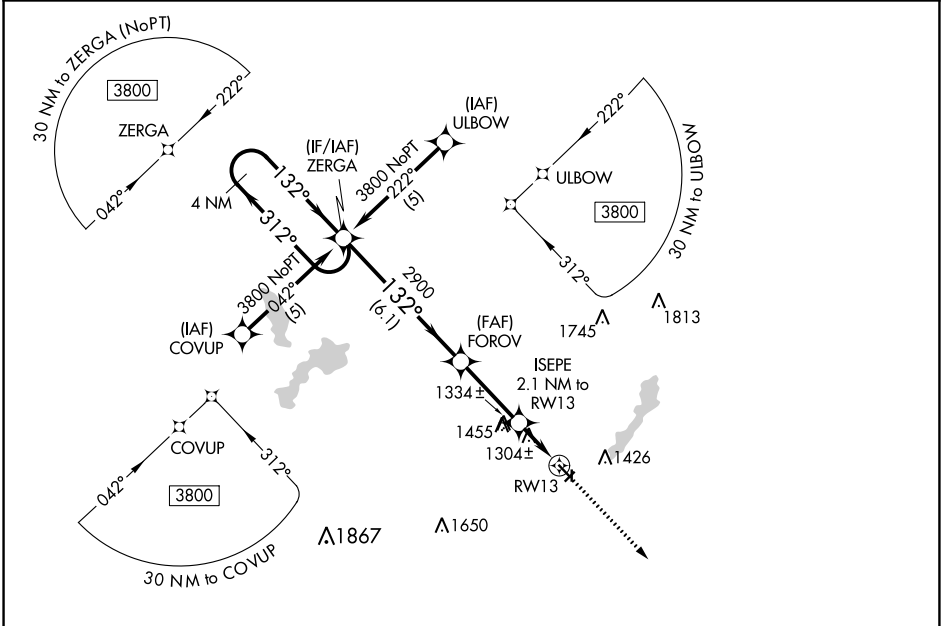 30 NM to ZERGA (NoPT)
3800
222°
ZERGA
042°
(IAF)
ULBOW
(IF/IAF)
ZERGA
3800 NoPT
222°
(5)
132°
4 NM
312°
3800 NoPT
042°
(5)
(IAF)
COVUP
2900
132°
(6.1)
(FAF)
FOROV
ISEPE
2.1 NM to
RW13
1334±
1455
1304±
RW13
1426
222°
ULBOW
3800
312°
30 NM to ULBOW
1745
1813
COVUP
042°
312°
3800
30 NM to COVUP
1867
1650